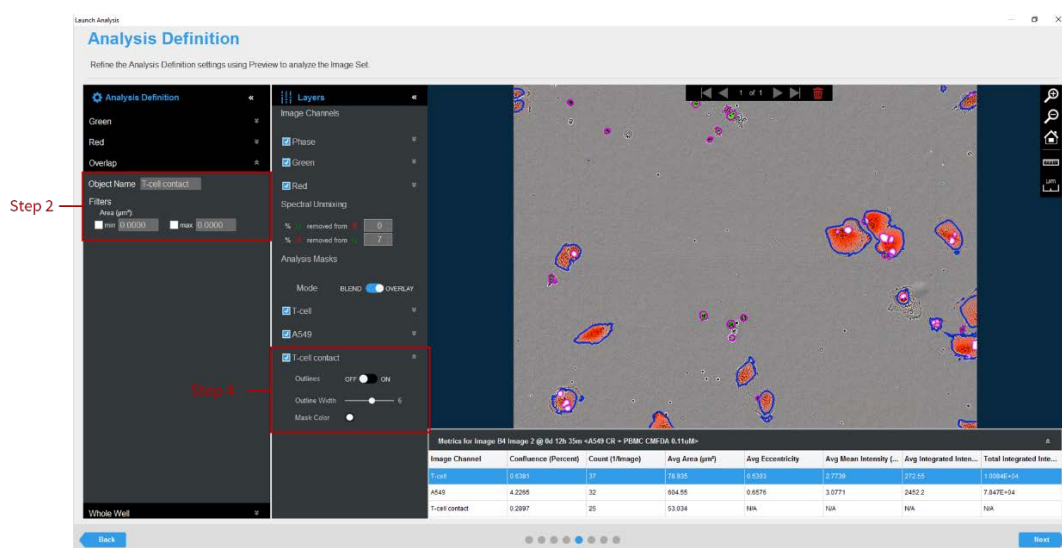 Launch Analysis
Analysis Definition
Refine the Analysis Definition settings using Preview to analyze the Image Set.
Analysis Definition «
Green
Red
Overlap
Object Name T-cell contact
Filters
Area (µm²):
min 0.0000 max 0.0000
Step 2
Whole Well
Layers «
Image Channels
Phase
Green
Red
Spectral Unmixing
% removed from 0
% removed from 7
Analysis Masks
Mode BLEND OVERLAY
T-cell
A549
T-cell contact
Outlines OFF ON
Outline Width 6
Mask Color
Step 4
1 of 1
µm
Metrics for Image B4 Image 2 @ 0d 12h 35m <A549 CR + PBMC CMFDA 0.11uM>
Image Channel Confluence (Percent) Count (1/Image) Avg Area (µm²) Avg Eccentricity Avg Mean Intensity (... Avg Integrated Inten... Total Integrated Inte...
T-cell 0.6381 37 78.935 0.5393 2.7739 272.55 1.0084E+04
A549 4.2265 32 604.55 0.6576 3.0771 2452.2 7.847E+04
T-cell contact 0.2897 25 53.034 N/A N/A N/A N/A
Back
Next